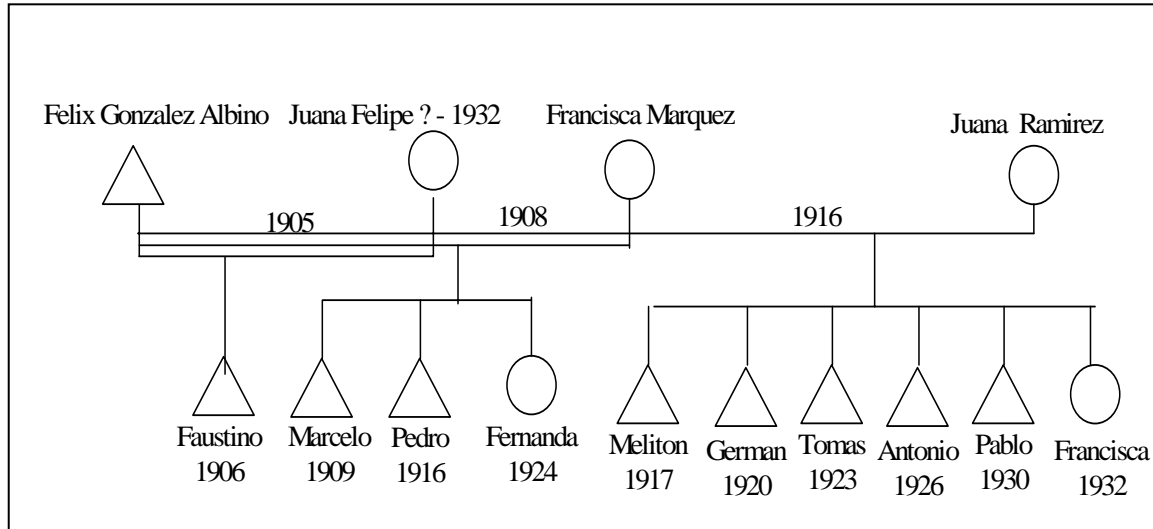 Felix Gonzalez Albino Juana Felipe ? - 1932 Francisca Marquez Juana Ramirez
1905 1908 1916
Faustino Marcelo Pedro Fernanda Meliton German Tomas Antonio Pablo Francisca
1906 1909 1916 1924 1917 1920 1923 1926 1930 1932